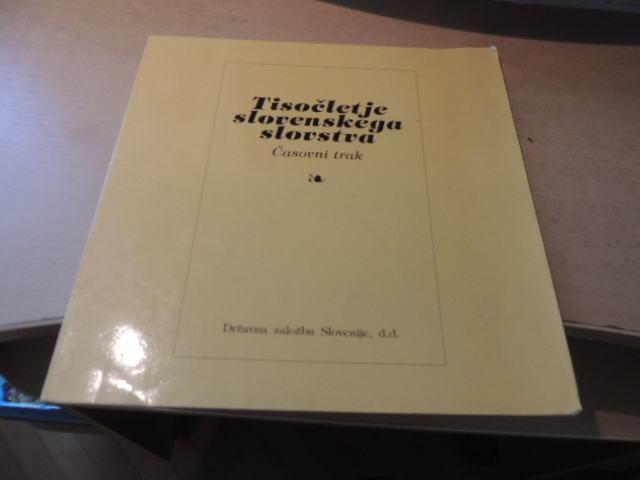 Tisočletje
slovenskega
slovstva
Časovni trak
Državna založba Slovenije, d.d.